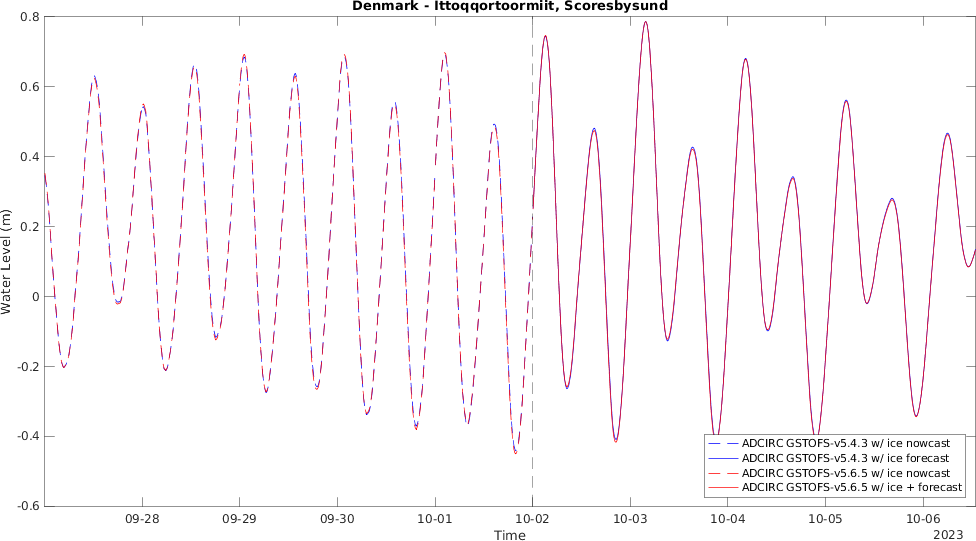 Denmark - Ittoqqortoormiit, Scoresbysund
0.8
0.6
0.4
0.2
0
-0.2
-0.4
-0.6
Water Level (m)
ADCIRC GSTOFS-v5.4.3 w/ ice nowcast
ADCIRC GSTOFS-v5.4.3 w/ ice forecast
ADCIRC GSTOFS-v5.6.5 w/ ice nowcast
ADCIRC GSTOFS-v5.6.5 w/ ice + forecast
09-28 09-29 09-30 10-01 10-02 10-03 10-04 10-05 10-06
Time
2023